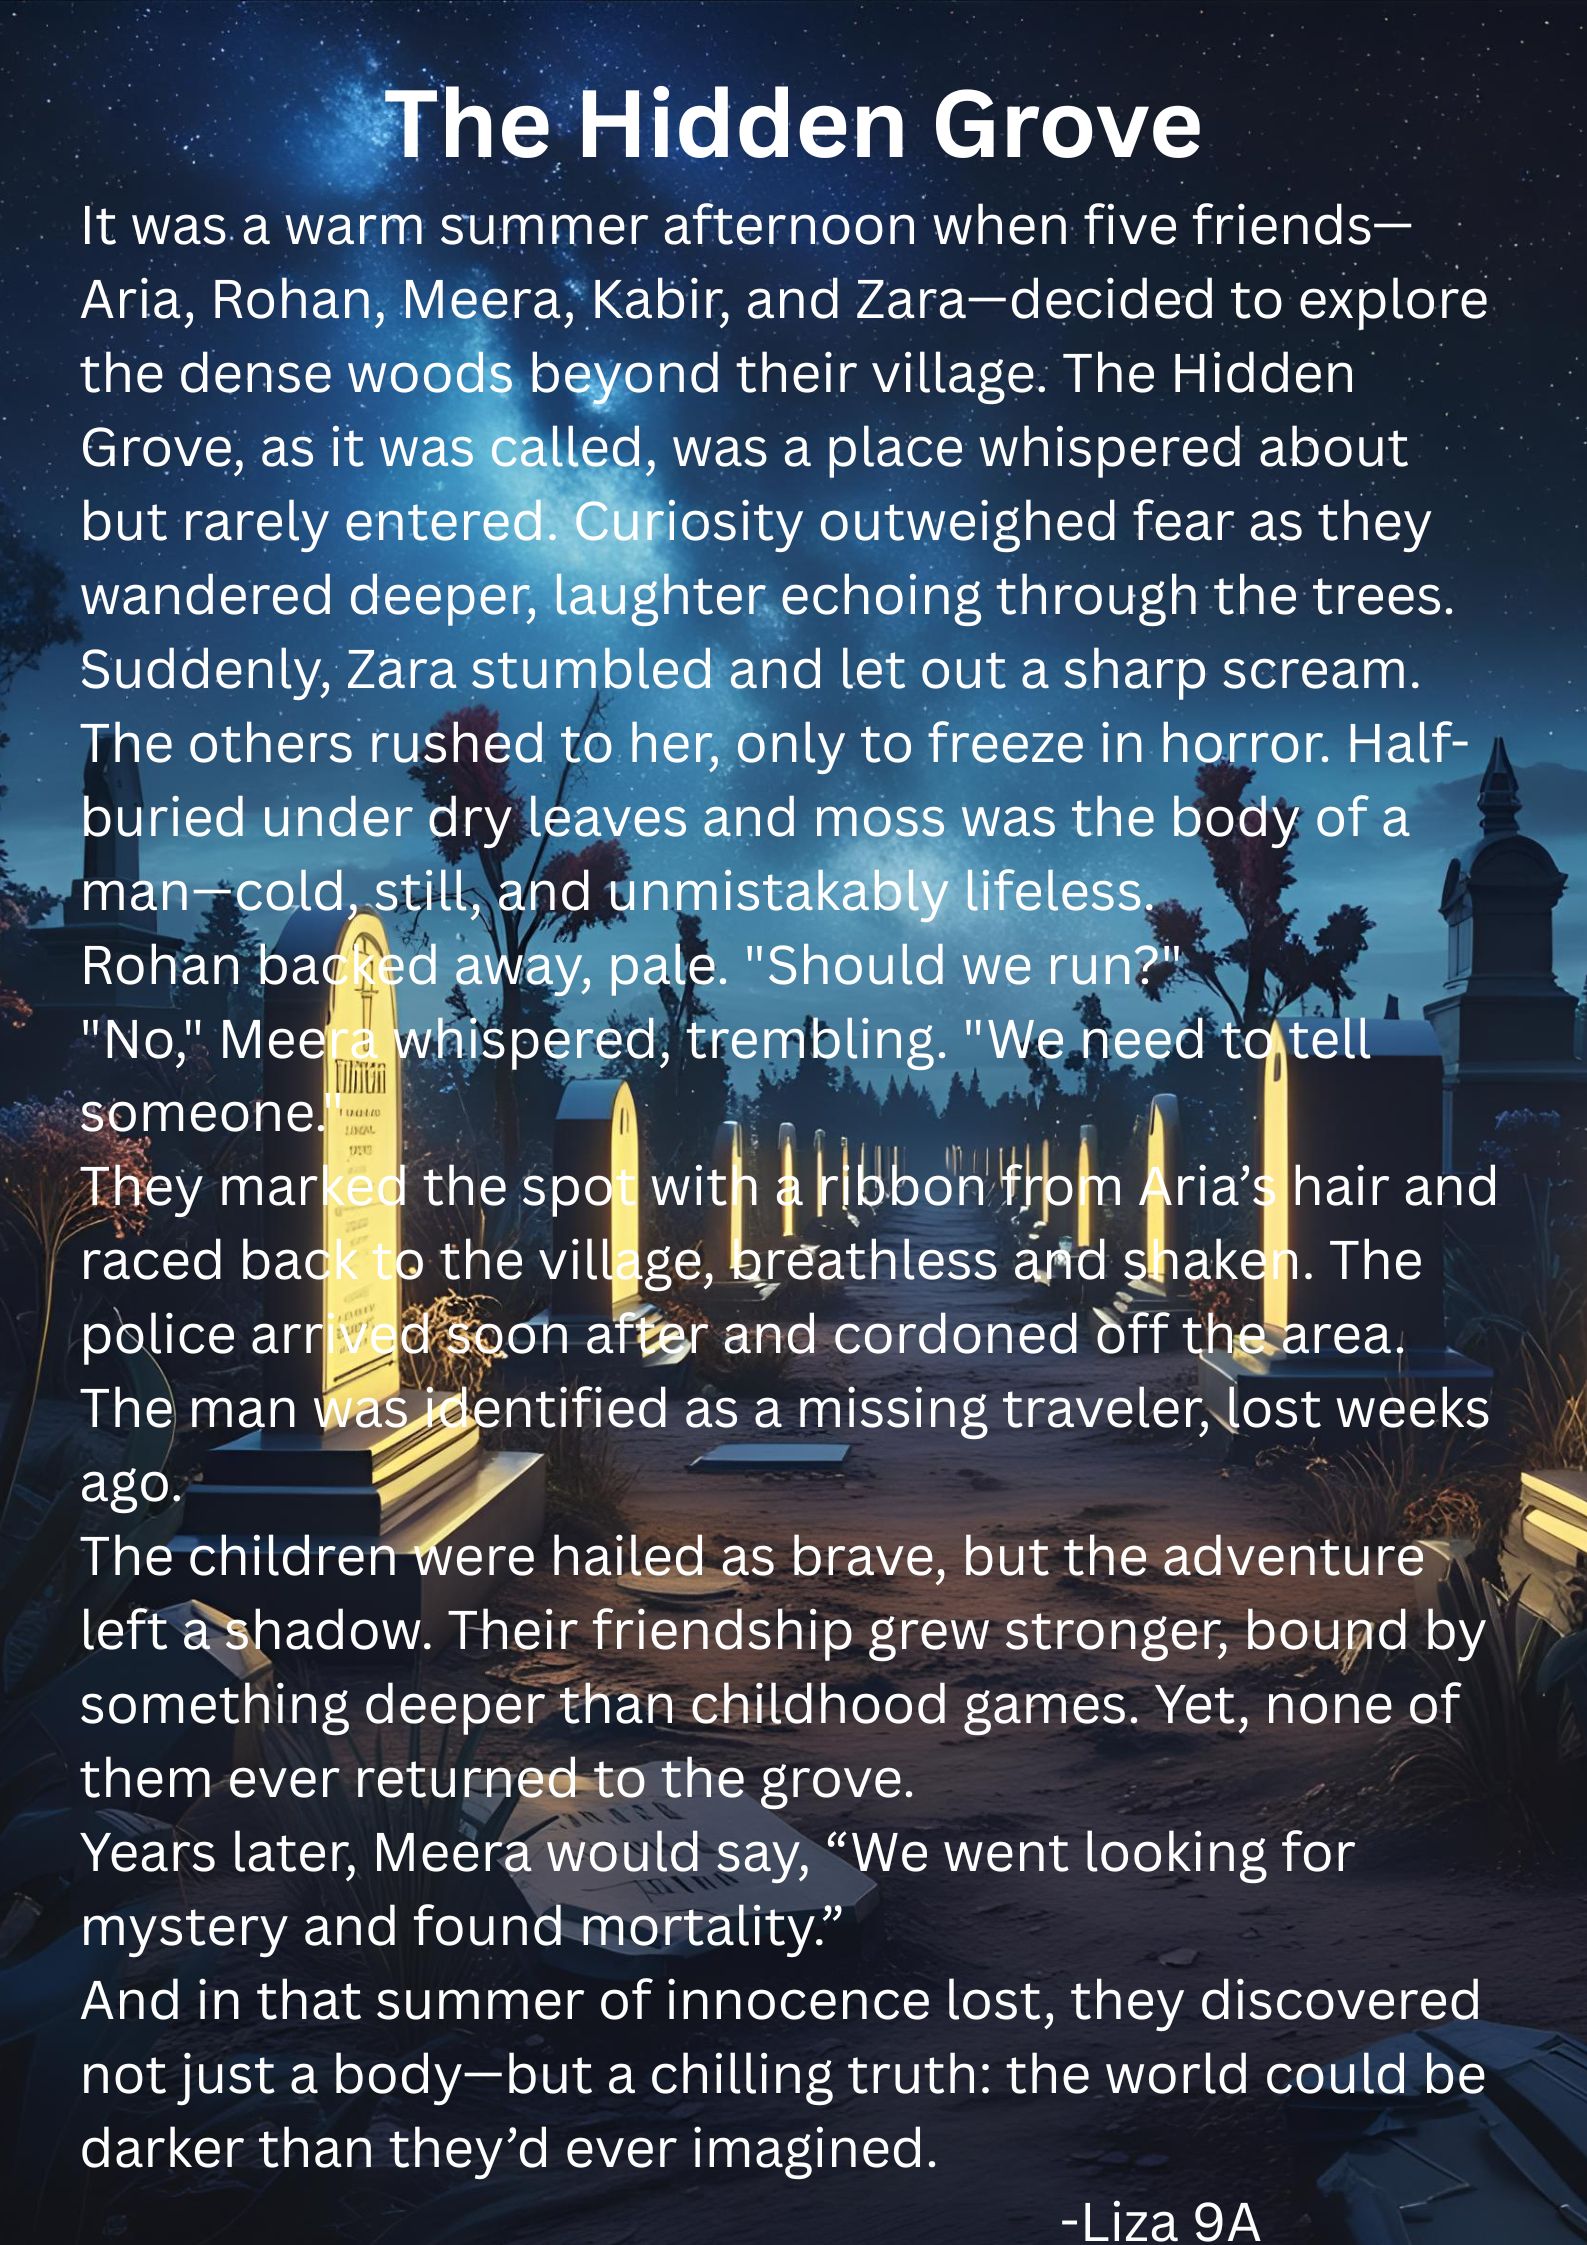 The Hidden Grove
It was a warm summer afternoon when five friends—
Aria, Rohan, Meera, Kabir, and Zara—decided to explore
the dense woods beyond their village. The Hidden
Grove, as it was called, was a place whispered about
but rarely entered. Curiosity outweighed fear as they
wandered deeper, laughter echoing through the trees.
Suddenly, Zara stumbled and let out a sharp scream.
The others rushed to her, only to freeze in horror. Half-
buried under dry leaves and moss was the body of a
man—cold, still, and unmistakably lifeless.
Rohan backed away, pale. "Should we run?"
"No," Meera whispered, trembling. "We need to tell
someone."
They marked the spot with a ribbon from Aria’s hair and
raced back to the village, breathless and shaken. The
police arrived soon after and cordoned off the area.
The man was identified as a missing traveler, lost weeks
ago.
The children were hailed as brave, but the adventure
left a shadow. Their friendship grew stronger, bound by
something deeper than childhood games. Yet, none of
them ever returned to the grove.
Years later, Meera would say, “We went looking for
mystery and found mortality.”
And in that summer of innocence lost, they discovered
not just a body—but a chilling truth: the world could be
darker than they’d ever imagined.
-Liza 9A